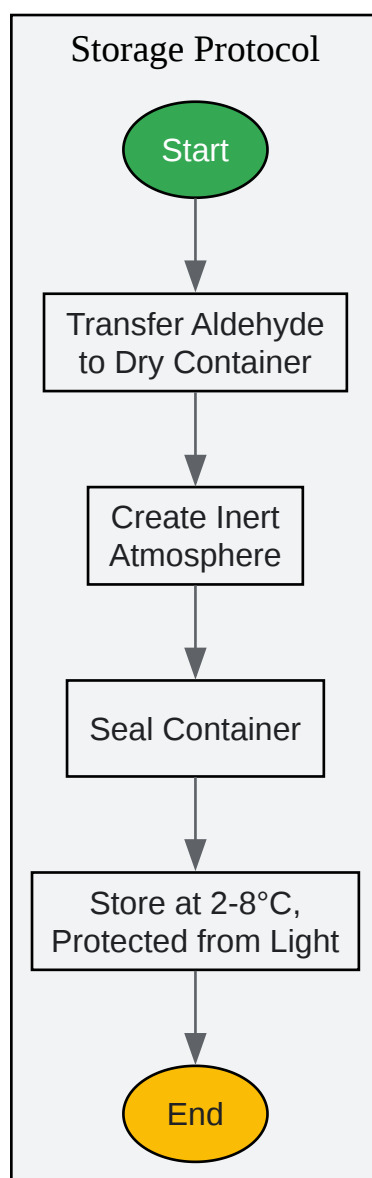 Storage Protocol
Start
Transfer Aldehyde
to Dry Container
Create Inert
Atmosphere
Seal Container
Store at 2-8°C,
Protected from Light
End